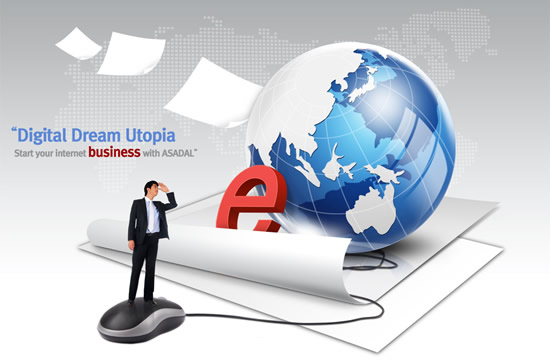 “Digital Dream Utopia
Start your internet business with ASADAL”
e